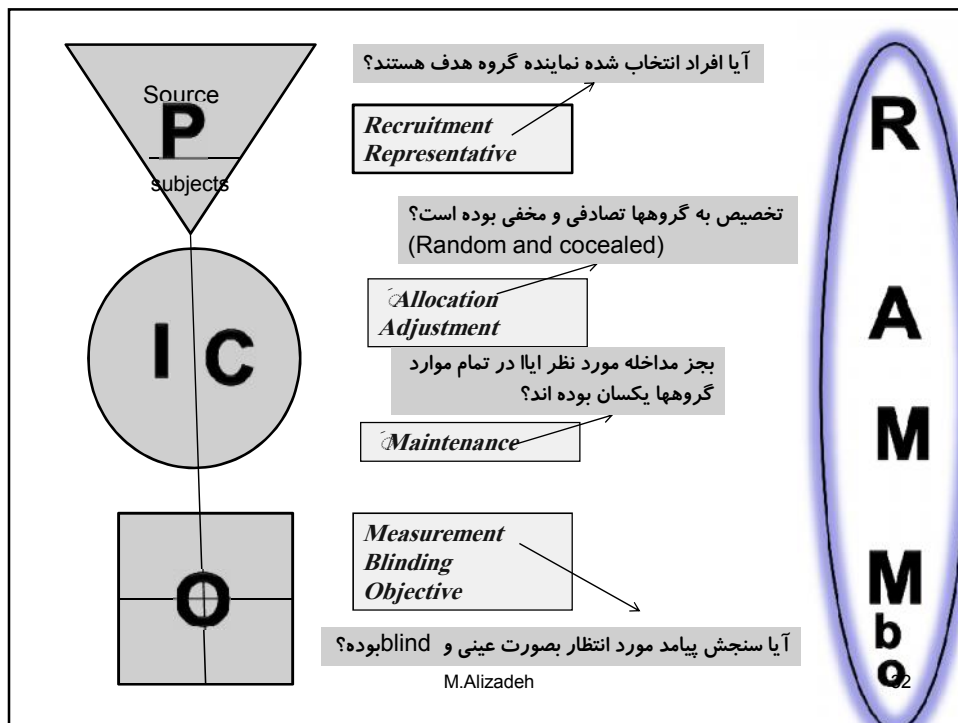 Source
P
subjects
آیا افراد انتخاب شده نماینده گروه هدف هستند؟
Recruitment
Representative
تخصیص به گروهها تصادفی و مخفی بوده است؟
(Random and cocealed)
I C
Allocation
Adjustment
بجز مداخله مورد نظر ایاا در تمام موارد
گروهها یکسان بوده اند؟
Maintenance
O
Measurement
Blinding
Objective
آیا سنجش پیامد مورد انتظار بصورت عینی و blindبوده؟
M.Alizadeh
R
A
M
M
b
o
32